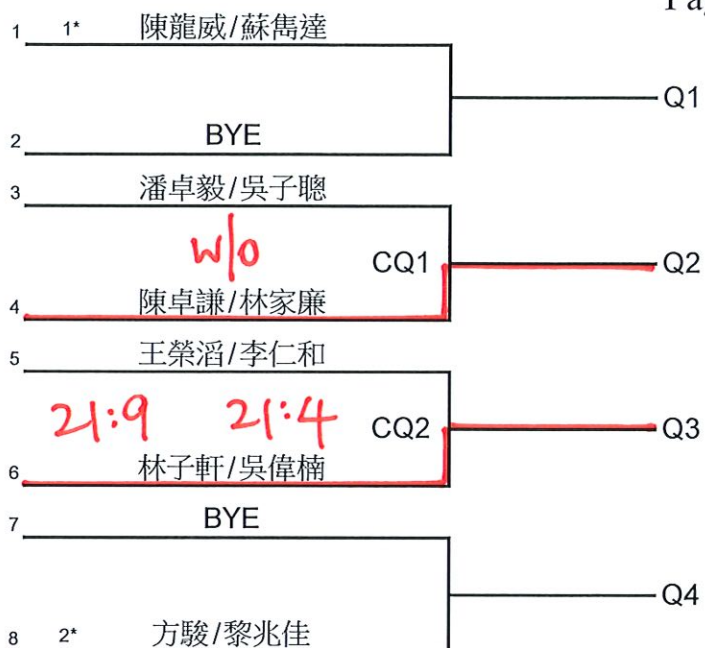 Pag
1 1* 陳龍威/蘇雋達
Q1
2 BYE
3 潘卓毅/吳子聰
w/o CQ1 Q2
4 陳卓謙/林家廉
5 王榮滔/李仁和
21:9 21:4 CQ2 Q3
6 林子軒/吳偉楠
7 BYE
Q4
8 2* 方駿/黎兆佳